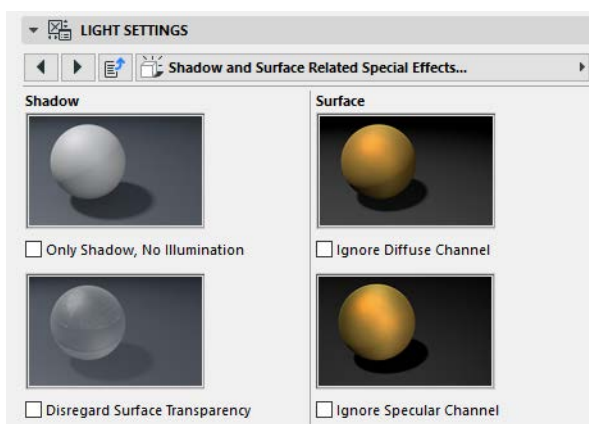 LIGHT SETTINGS
Shadow and Surface Related Special Effects...
Shadow
Surface
Only Shadow, No Illumination
Ignore Diffuse Channel
Disregard Surface Transparency
Ignore Specular Channel